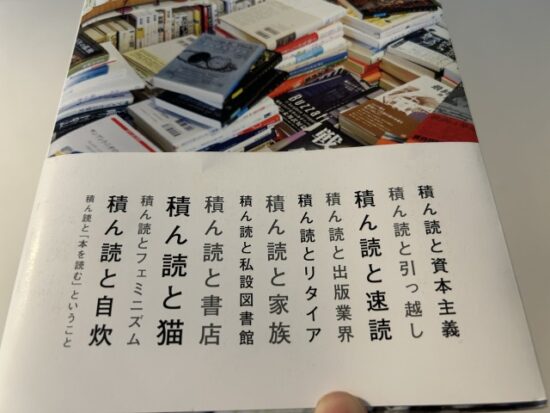 積ん読と資本主義
積ん読と引っ越し
積ん読と速読
積ん読と出版業界
積ん読とリタイア
積ん読と家族
積ん読と私設図書館
積ん読と書店
積ん読と猫
積ん読とフェミニズム
積ん読と自炊
積ん読と「本を読む」ということ